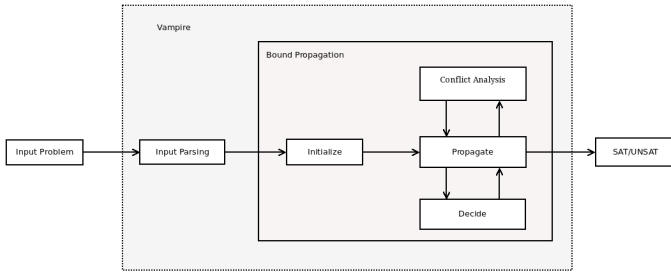 Vampire
Bound Propagation
Conflict Analysis
Input Problem
Input Parsing
Initialize
Propagate
SAT/UNSAT
Decide